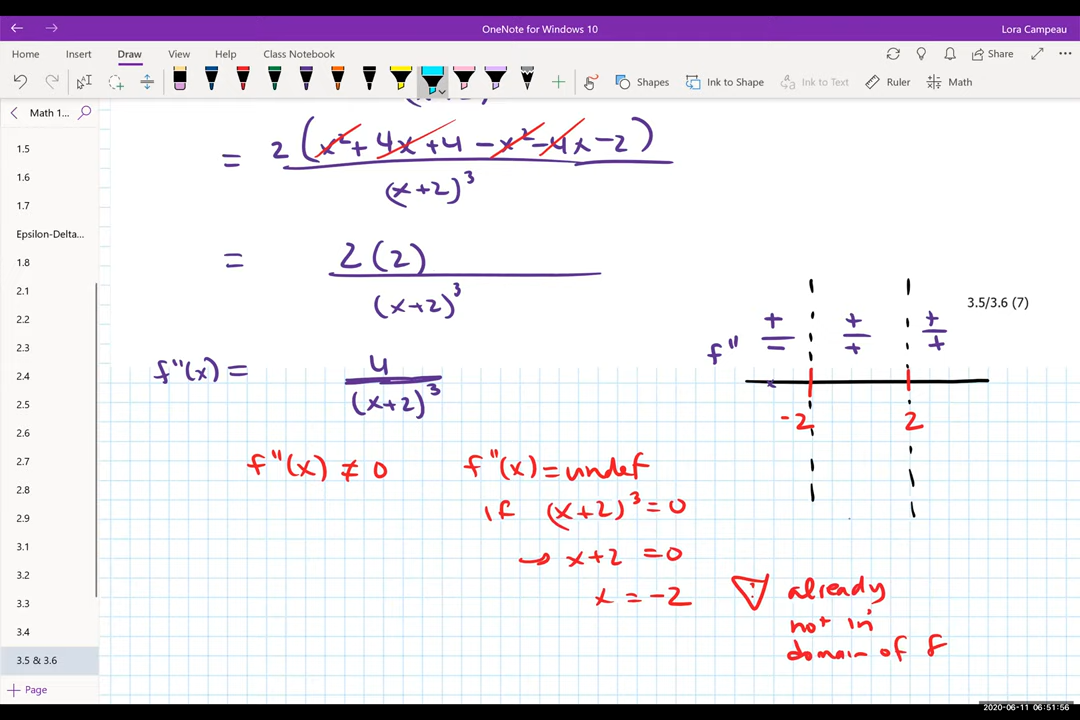 OneNote for Windows 10
Lora Campeau
Home Insert Draw View Help Class Notebook
Share
Shapes Ink to Shape Ink to Text Ruler Math
Math 1...
1.5
1.6
1.7
Epsilon-Delta...
1.8
2.1
2.2
2.3
2.4
2.5
2.6
2.7
2.8
2.9
3.1
3.2
3.3
3.4
3.5 & 3.6
+ Page
= 2(x²+4x+4-x²-4x-2)
(x+2)³
= 2(2)
(x+2)³
f"(x) = 4
(x+2)³
f"(x) ≠ 0
f"(x) = undef
if (x+2)³ = 0
→ x+2 = 0
x = -2
3.5/3.6 (7)
f" + + +
− + +
-2 2
already
not in
domain of f
2020-06-11 06:51:56